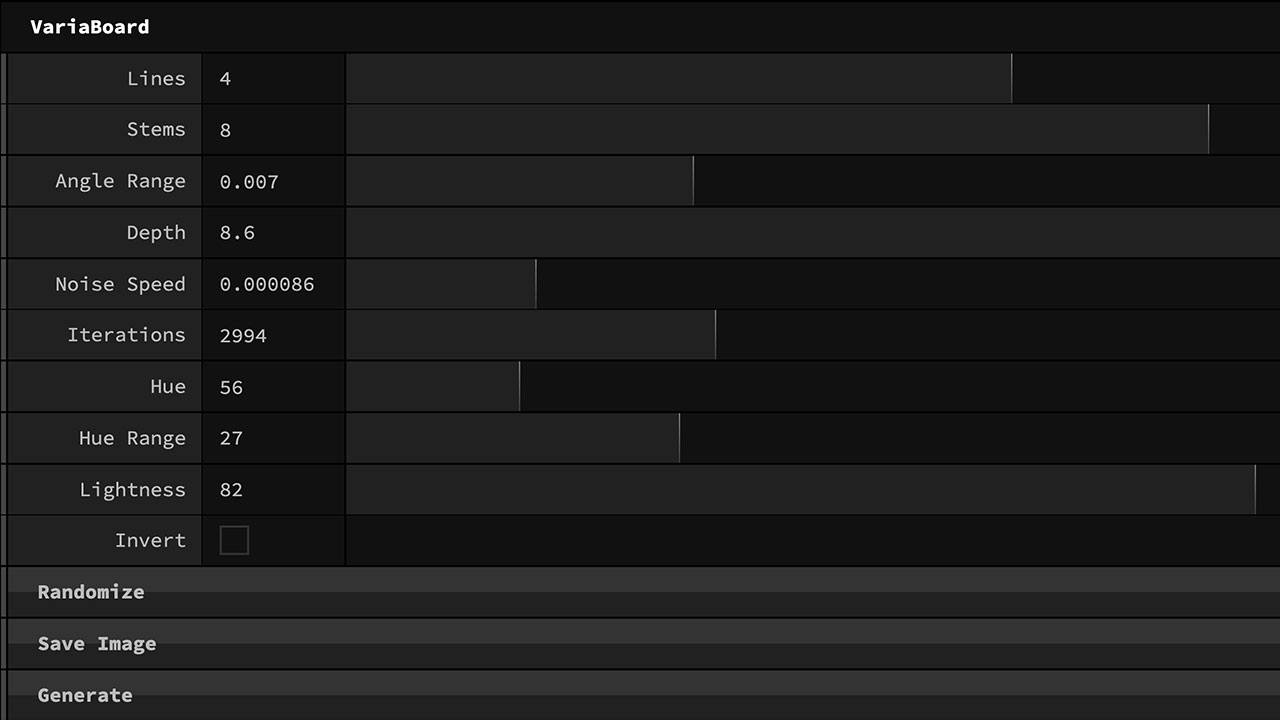 VariaBoard
Lines 4
Stems 8
Angle Range 0.007
Depth 8.6
Noise Speed 0.000086
Iterations 2994
Hue 56
Hue Range 27
Lightness 82
Invert
Randomize
Save Image
Generate